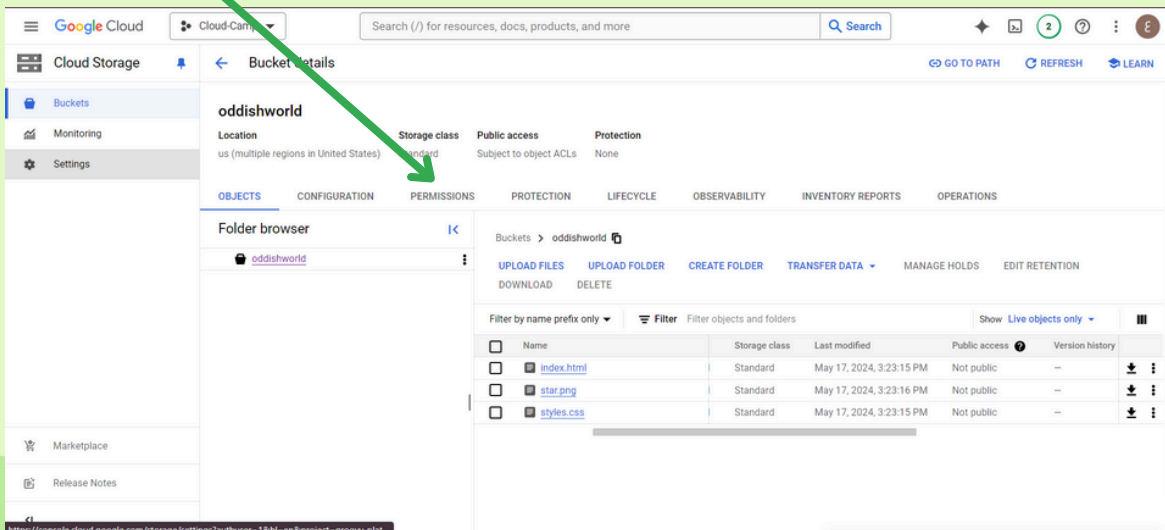 Google Cloud
Cloud-Camp
Search (/) for resources, docs, products, and more
Search
2
ε
Cloud Storage
Bucket details
GO TO PATH
REFRESH
LEARN
Buckets
Monitoring
Settings
oddishworld
Location Storage class Public access Protection
us (multiple regions in United States) Standard Subject to object ACLs None
OBJECTS CONFIGURATION PERMISSIONS PROTECTION LIFECYCLE OBSERVABILITY INVENTORY REPORTS OPERATIONS
Folder browser
oddishworld
Buckets > oddishworld
UPLOAD FILES UPLOAD FOLDER CREATE FOLDER TRANSFER DATA MANAGE HOLDS EDIT RETENTION
DOWNLOAD DELETE
Filter by name prefix only Filter Filter objects and folders Show Live objects only
Name Storage class Last modified Public access Version history
index.html Standard May 17, 2024, 3:23:15 PM Not public –
star.png Standard May 17, 2024, 3:23:16 PM Not public –
styles.css Standard May 17, 2024, 3:23:15 PM Not public –
Marketplace
Release Notes